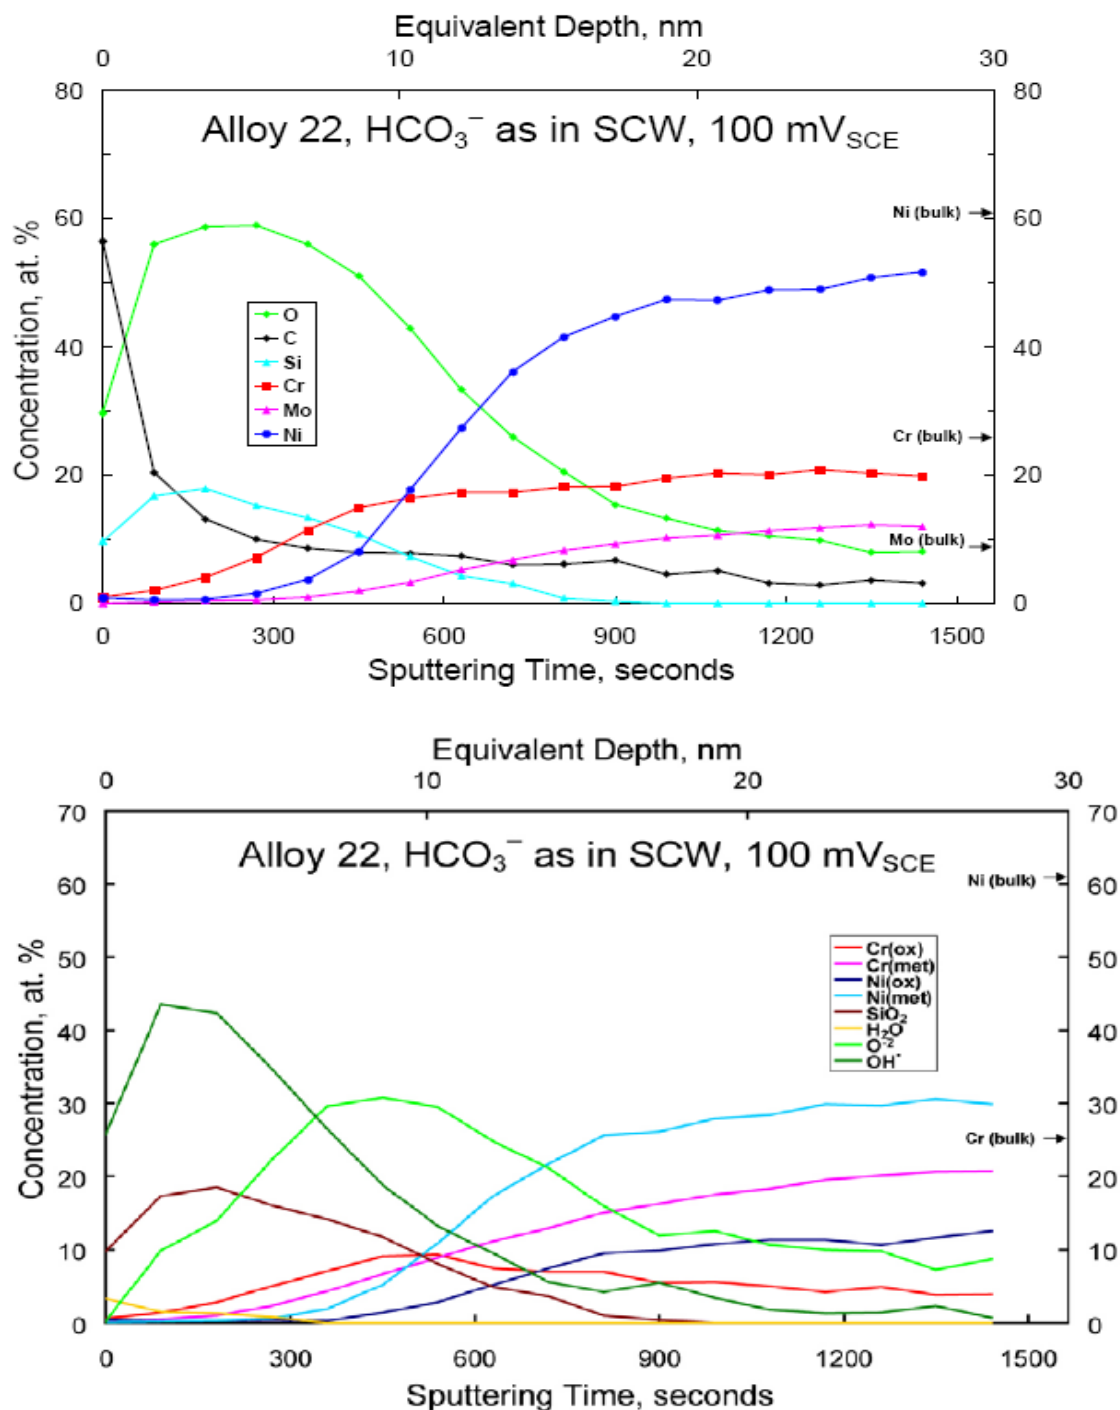 Equivalent Depth, nm
0 10 20 30
80 80
Alloy 22, HCO₃⁻ as in SCW, 100 mV_SCE
Ni (bulk)
60 60
O
C
Si
Cr
Mo
Ni
40 40
Cr (bulk)
20 20
Mo (bulk)
0 0
Concentration, at. %
0 300 600 900 1200 1500
Sputtering Time, seconds
Equivalent Depth, nm
0 10 20 30
70 70
Alloy 22, HCO₃⁻ as in SCW, 100 mV_SCE
Ni (bulk)
60 60
Cr(ox)
Cr(met)
Ni(ox)
Ni(met)
SiO₂
H₂O
O⁻²
OH⁻
50 50
40 40
30 30
Cr (bulk)
20 20
10 10
0 0
Concentration, at. %
0 300 600 900 1200 1500
Sputtering Time, seconds